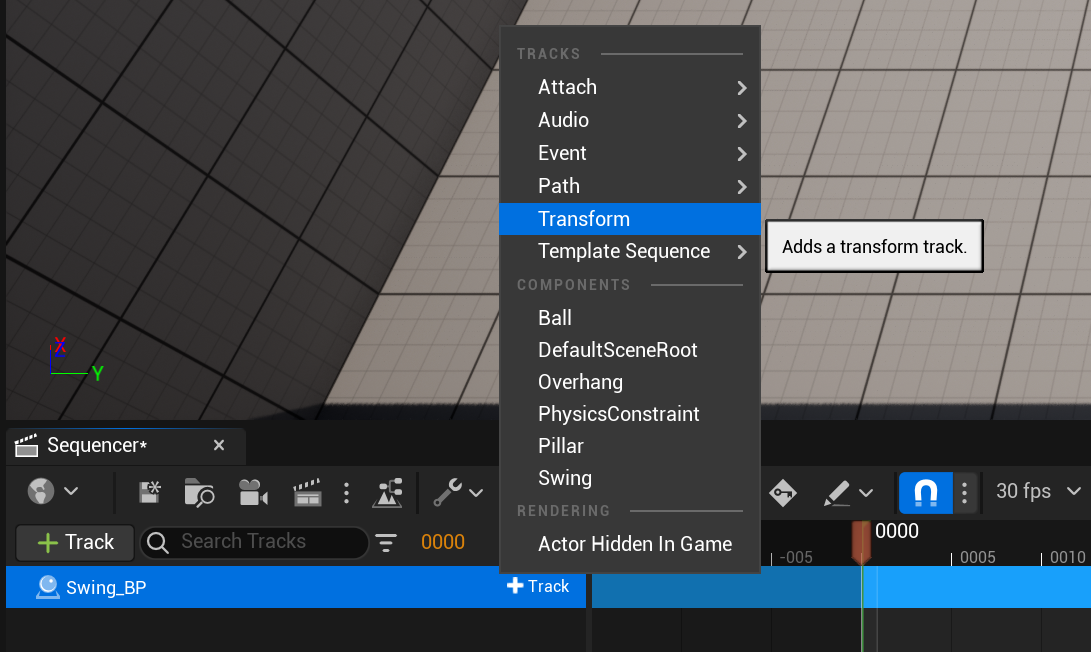 TRACKS
Attach
Audio
Event
Path
Transform
Adds a transform track.
Template Sequence
COMPONENTS
Ball
DefaultSceneRoot
Overhang
PhysicsConstraint
Pillar
Swing
RENDERING
Actor Hidden In Game
X
Z
Y
Sequencer*
30 fps
Track
Search Tracks
0000
0000
-005
0005
0010
Swing_BP
Track